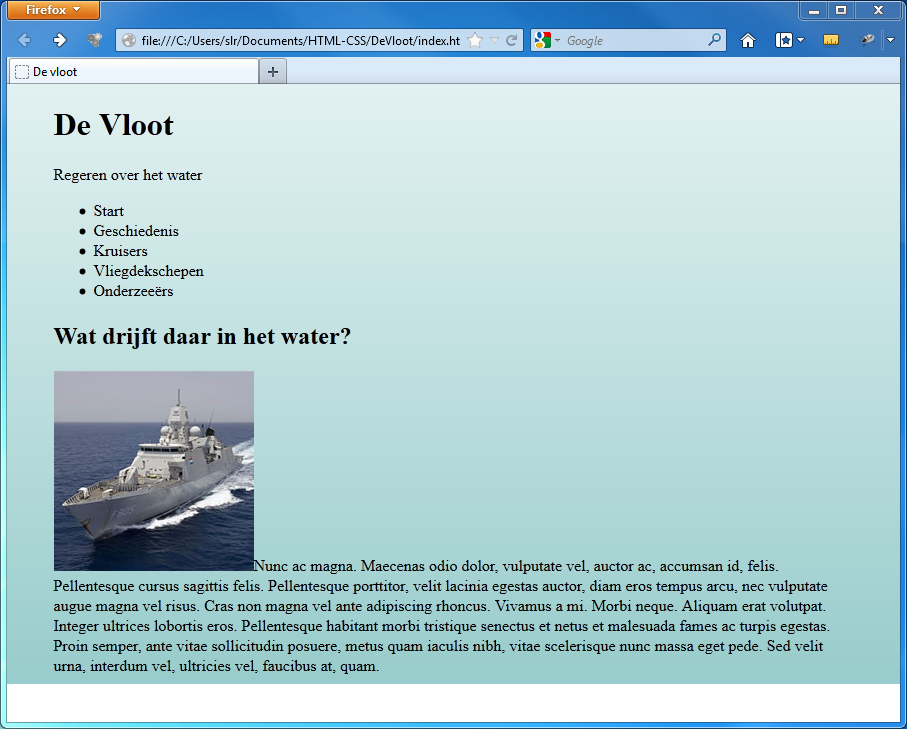 Firefox
file:///C:/Users/slr/Documents/HTML-CSS/DeVloot/index.ht
Google
De vloot
De Vloot
Regeren over het water
Start
Geschiedenis
Kruisers
Vliegdekschepen
Onderzeeërs
Wat drijft daar in het water?
Nunc ac magna. Maecenas odio dolor, vulputate vel, auctor ac, accumsan id, felis.
Pellentesque cursus sagittis felis. Pellentesque porttitor, velit lacinia egestas auctor, diam eros tempus arcu, nec vulputate
augue magna vel risus. Cras non magna vel ante adipiscing rhoncus. Vivamus a mi. Morbi neque. Aliquam erat volutpat.
Integer ultrices lobortis eros. Pellentesque habitant morbi tristique senectus et netus et malesuada fames ac turpis egestas.
Proin semper, ante vitae sollicitudin posuere, metus quam iaculis nibh, vitae scelerisque nunc massa eget pede. Sed velit
urna, interdum vel, ultricies vel, faucibus at, quam.